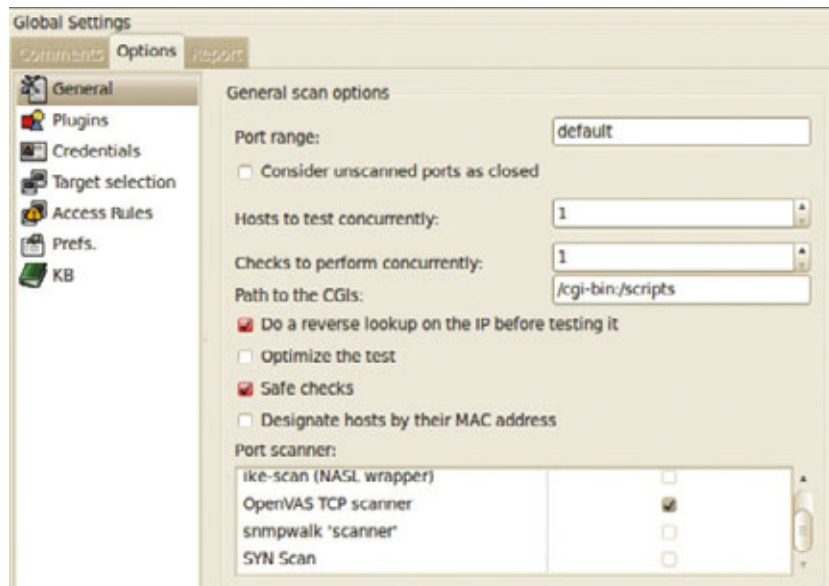 Global Settings
Comments Options Report
General
Plugins
Credentials
Target selection
Access Rules
Prefs.
KB
General scan options
Port range: default
Consider unscanned ports as closed
Hosts to test concurrently: 1
Checks to perform concurrently: 1
Path to the CGIs: /cgi-bin:/scripts
Do a reverse lookup on the IP before testing it
Optimize the test
Safe checks
Designate hosts by their MAC address
Port scanner:
ike-scan (NASL wrapper)
OpenVAS TCP scanner
snmpwalk 'scanner'
SYN Scan